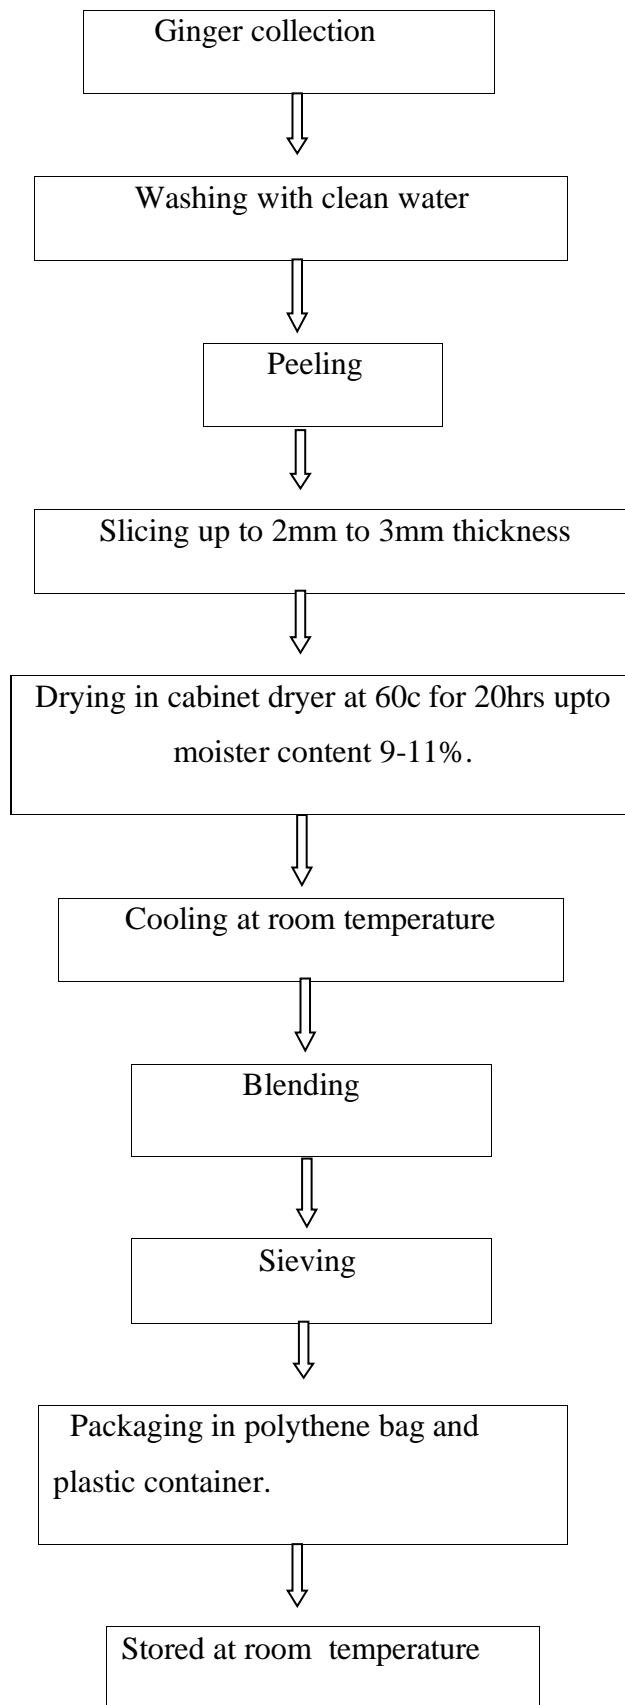 Ginger collection
Washing with clean water
Peeling
Slicing up to 2mm to 3mm thickness
Drying in cabinet dryer at 60c for 20hrs upto
moister content 9-11%.
Cooling at room temperature
Blending
Sieving
Packaging in polythene bag and
plastic container.
Stored at room temperature